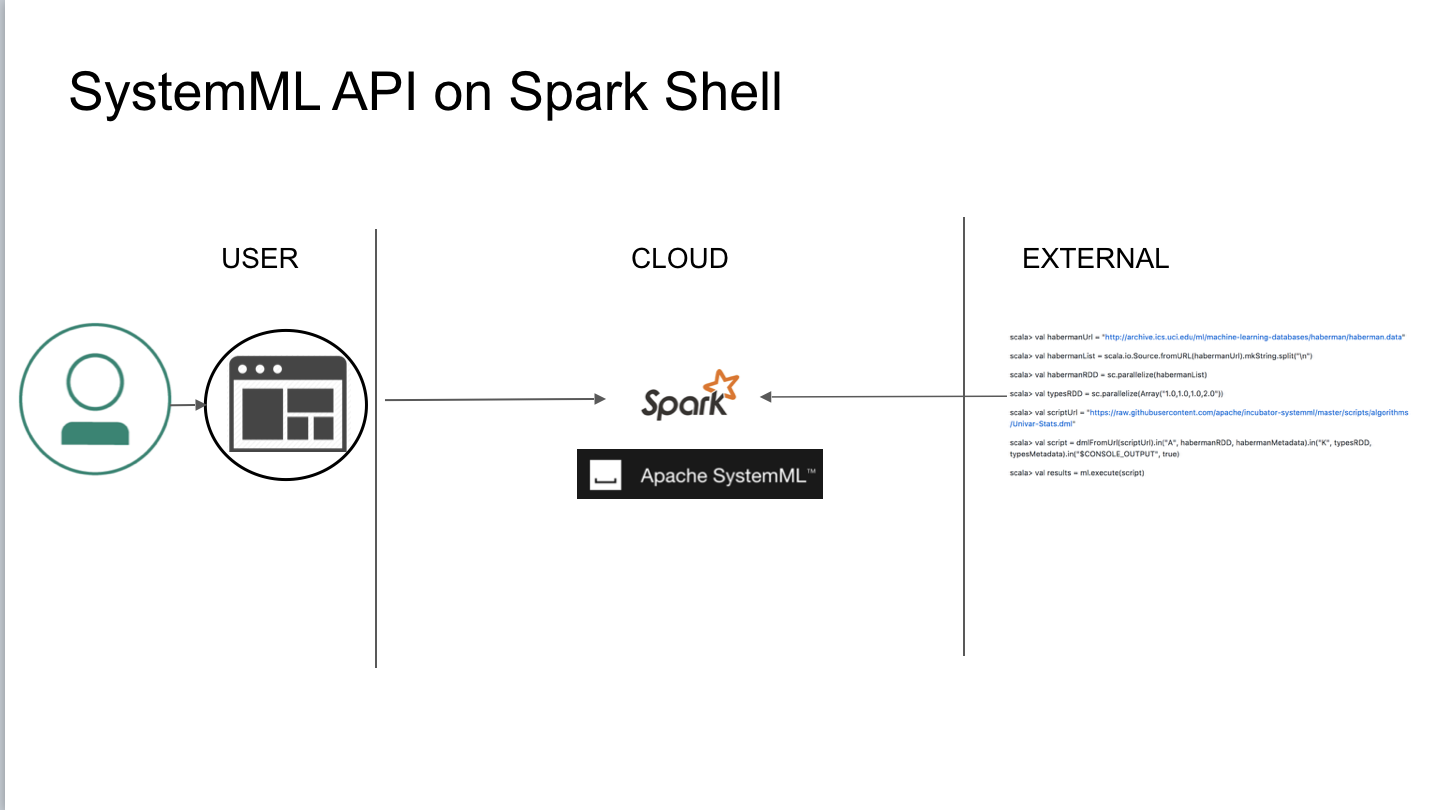 SystemML API on Spark Shell
USER
CLOUD
EXTERNAL
scala> val habermanUrl = "http://archive.ics.uci.edu/ml/machine-learning-databases/haberman/haberman.data"
scala> val habermanList = scala.io.Source.fromURL(habermanUrl).mkString.split("\n")
scala> val habermanRDD = sc.parallelize(habermanList)
scala> val typesRDD = sc.parallelize(Array("1.0,1.0,1.0,2.0"))
scala> val scriptUrl = "https://raw.githubusercontent.com/apache/incubator-systemml/master/scripts/algorithms
/Univar-Stats.dml"
scala> val script = dmlFromUrl(scriptUrl).in("A", habermanRDD, habermanMetadata).in("K", typesRDD,
typesMetadata).in("$CONSOLE_OUTPUT", true)
scala> val results = ml.execute(script)
Spark
Apache SystemML™